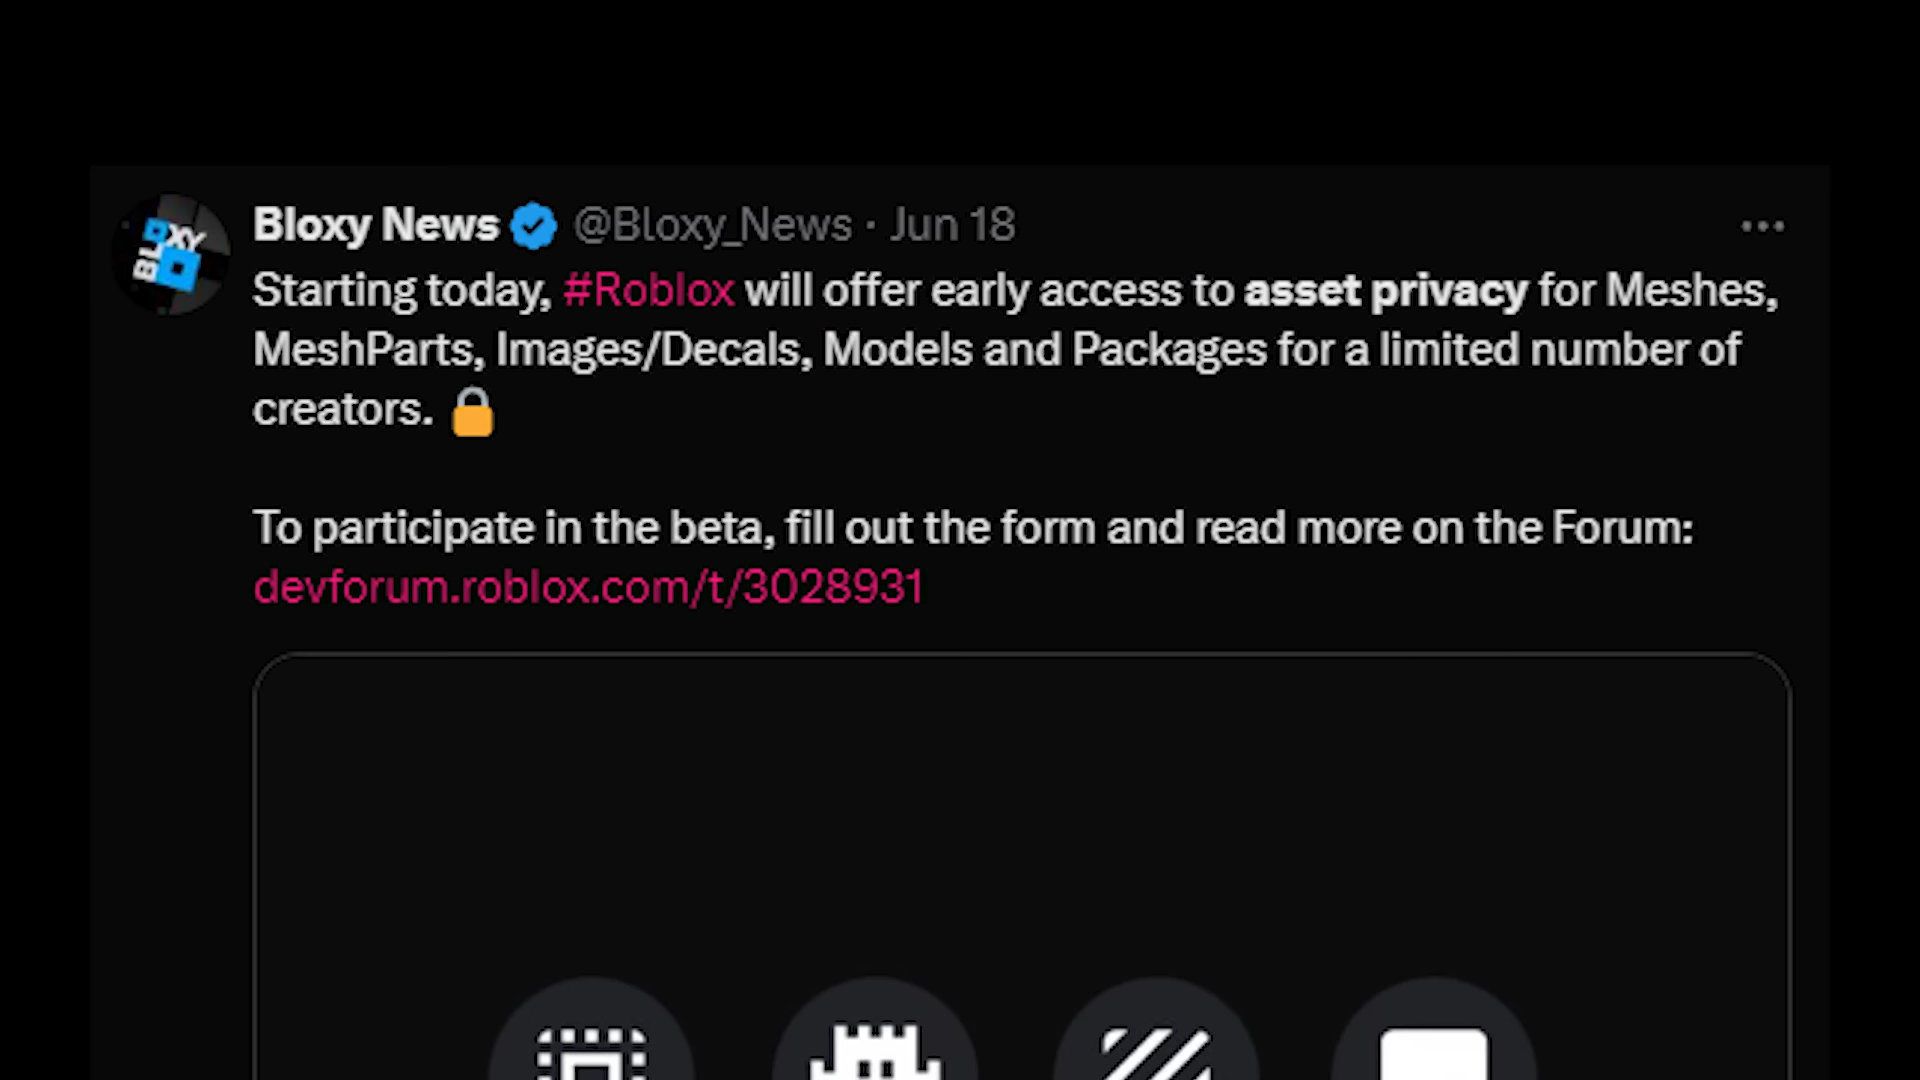 BLOXY
Bloxy News @Bloxy_News · Jun 18
Starting today, #Roblox will offer early access to asset privacy for Meshes,
MeshParts, Images/Decals, Models and Packages for a limited number of
creators. 🔒
To participate in the beta, fill out the form and read more on the Forum:
devforum.roblox.com/t/3028931